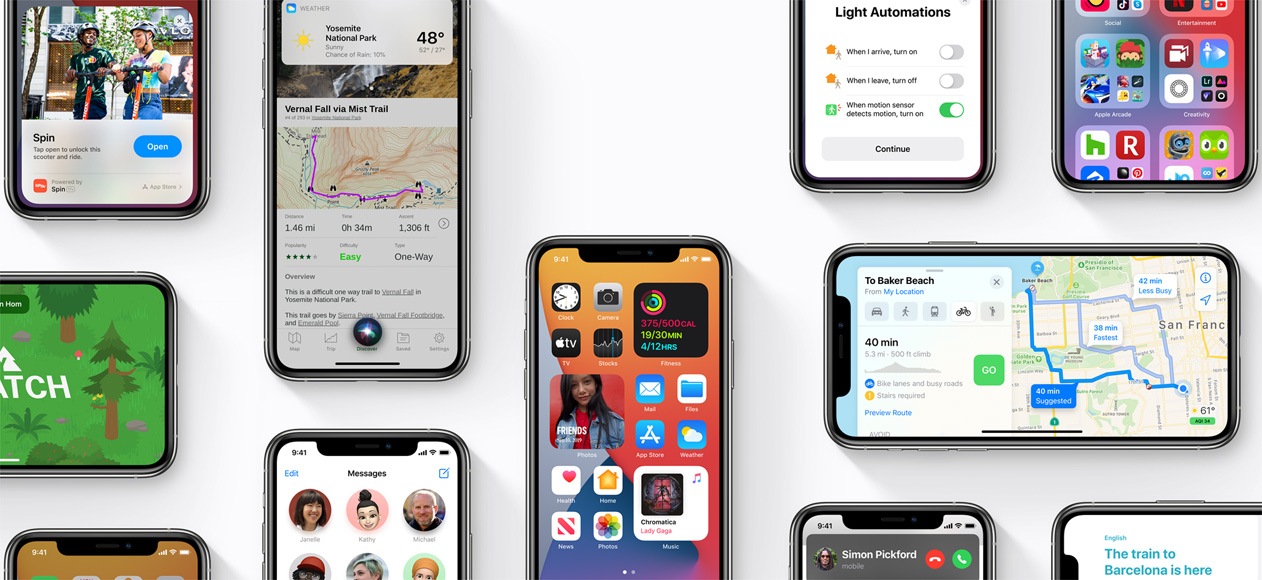 Spin
Tap open to unlock this
scooter and ride.
Open
Powered by
Spin
App Store
WEATHER
Yosemite
National Park
Sunny
Chance of Rain: 10%
48°
52° / 27°
Vernal Fall via Mist Trail
#4 of 293 in Yosemite National Park
Distance
Time
Ascent
1.46 mi
0h 34m
1,306 ft
Popularity
Difficulty
Type
Easy
One-Way
Overview
This is a difficult one way trail to Vernal Fall in
Yosemite National Park.
This trail goes by Sierra Point, Vernal Fall Footbridge,
and Emerald Pool.
Map
Trip
Discover
Saved
Settings
Light Automations
When I arrive, turn on
When I leave, turn off
When motion sensor
detects motion, turn on
Continue
Social
Entertainment
Lr
Apple Arcade
Creativity
R
n Hom
ATCH
9:41
9:41
Edit
Messages
Janelle
Kathy
Michael
9:41
Clock
Camera
375/500CAL
19/30MIN
4/12HRS
tv
TV
Stocks
Fitness
FRIENDS
Photos
Mail
Files
App Store
Weather
Health
Home
Chromatica
Lady Gaga
News
Photos
Music
To Baker Beach
From My Location
40 min
5.3 mi · 500 ft climb
GO
Bike lanes and busy roads
Stairs required
Preview Route
AVOID
Presidio of
San Francisco
42 min
Less Busy
38 min
Fastest
San Franc
40 min
Suggested
61°
AQI 34
9:41
Simon Pickford
mobile
English
The train to
Barcelona is here